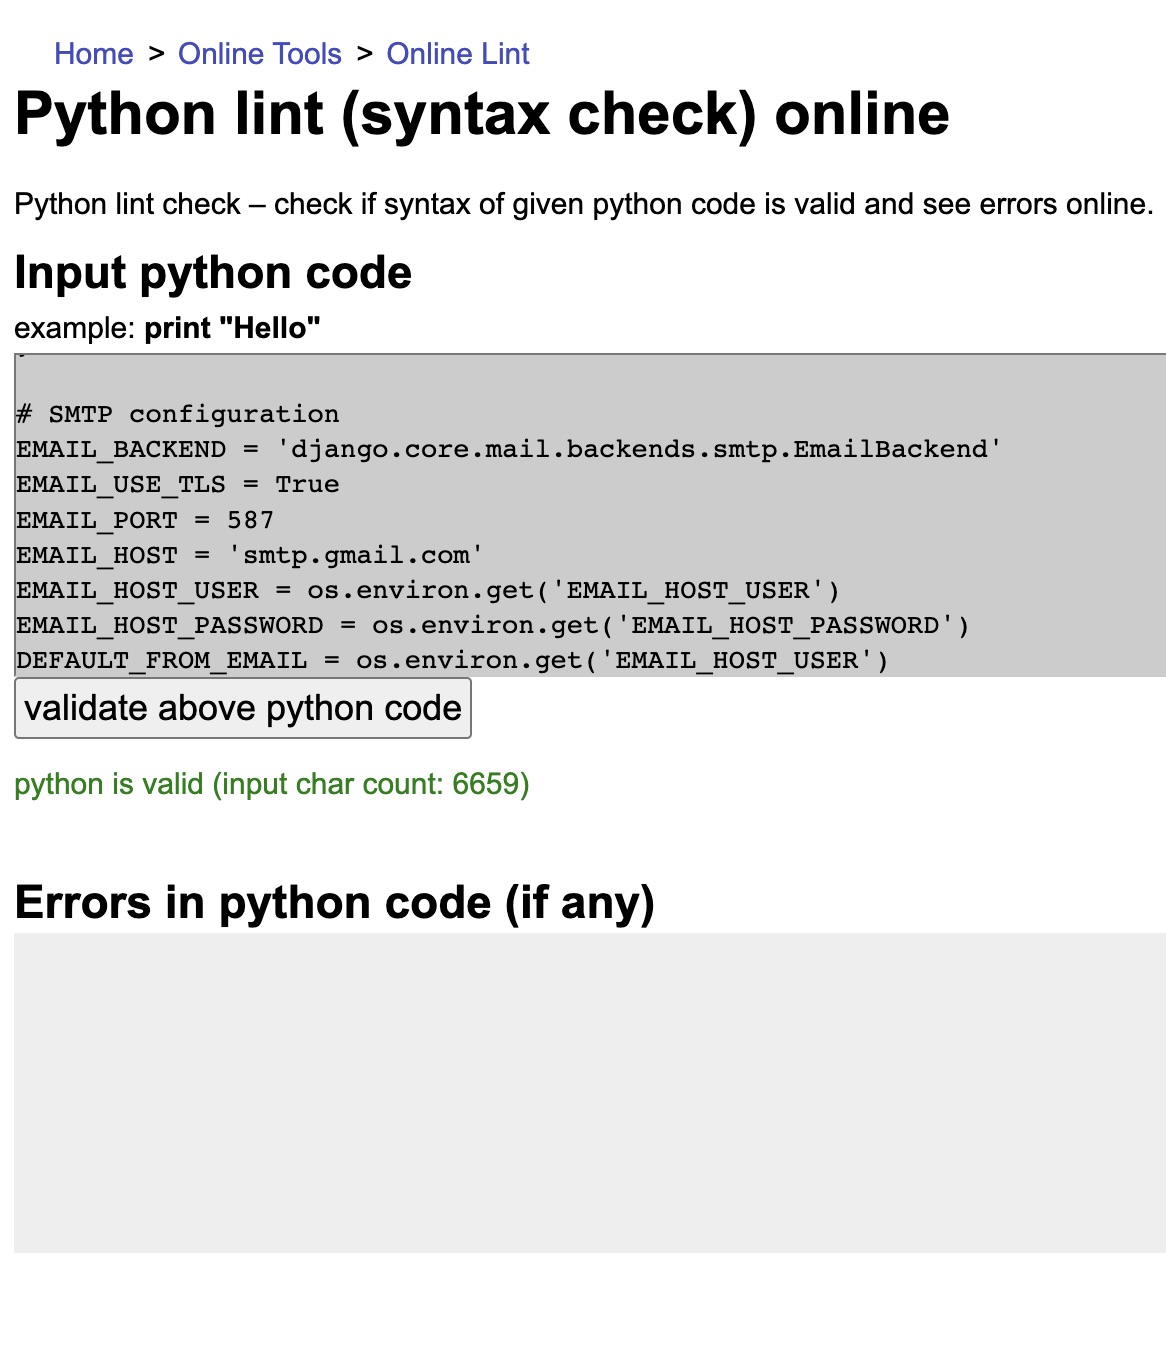 Home > Online Tools > Online Lint
Python lint (syntax check) online
Python lint check – check if syntax of given python code is valid and see errors online.
Input python code
example: print "Hello"
# SMTP configuration
EMAIL_BACKEND = 'django.core.mail.backends.smtp.EmailBackend'
EMAIL_USE_TLS = True
EMAIL_PORT = 587
EMAIL_HOST = 'smtp.gmail.com'
EMAIL_HOST_USER = os.environ.get('EMAIL_HOST_USER')
EMAIL_HOST_PASSWORD = os.environ.get('EMAIL_HOST_PASSWORD')
DEFAULT_FROM_EMAIL = os.environ.get('EMAIL_HOST_USER')
validate above python code
python is valid (input char count: 6659)
Errors in python code (if any)